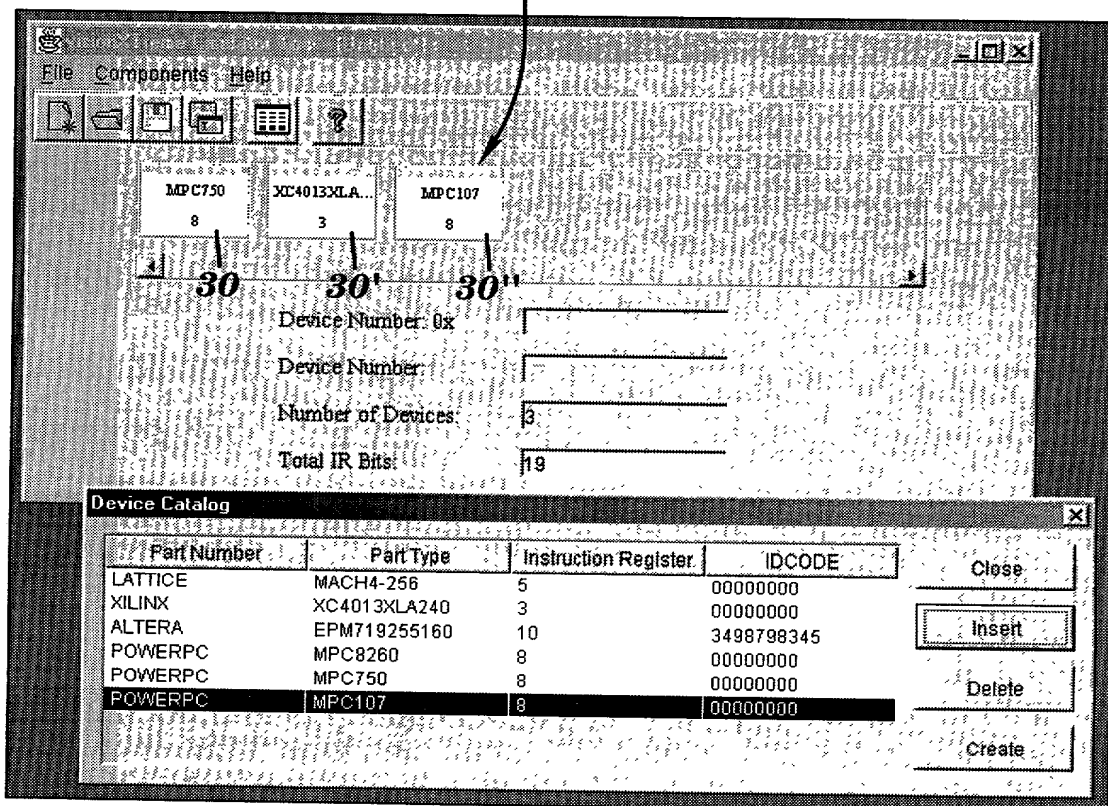 File Components Help
MPC750 XC4013XLA... MPC107
8 3 8
30 30' 30"
Device Number: 0x
Device Number:
Number of Devices: 3
Total IR Bits: 19
Device Catalog
Part Number Part Type Instruction Register IDCODE
LATTICE MACH4-256 5 00000000
XILINX XC4013XLA240 3 00000000
ALTERA EPM719255160 10 3498798345
POWERPC MPC8260 8 00000000
POWERPC MPC750 8 00000000
POWERPC MPC107 8 00000000
Close
Insert
Delete
Create